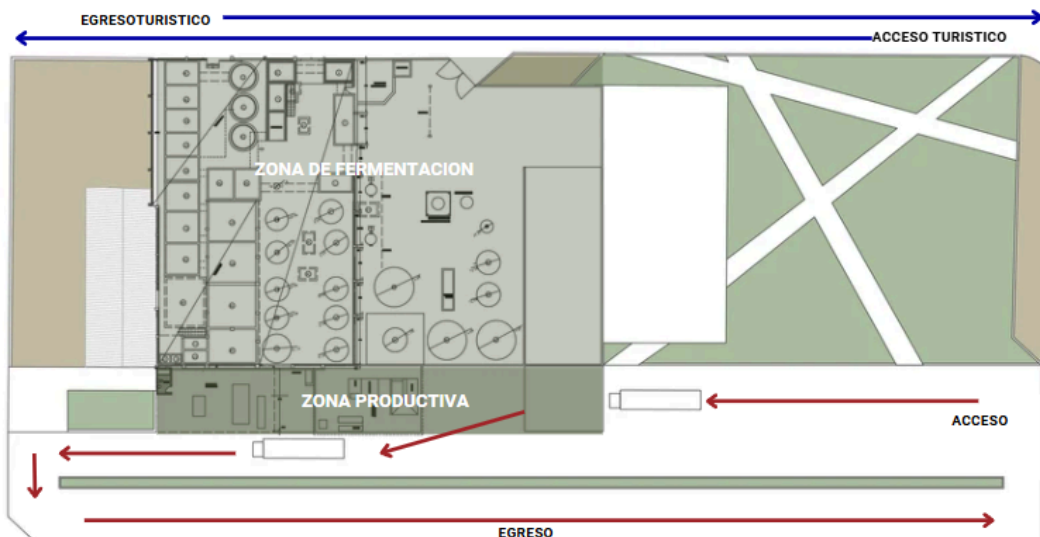 EGRESOTURISTICO
ACCESO TURISTICO
ZONA DE FERMENTACION
ZONA PRODUCTIVA
ACCESO
EGRESO